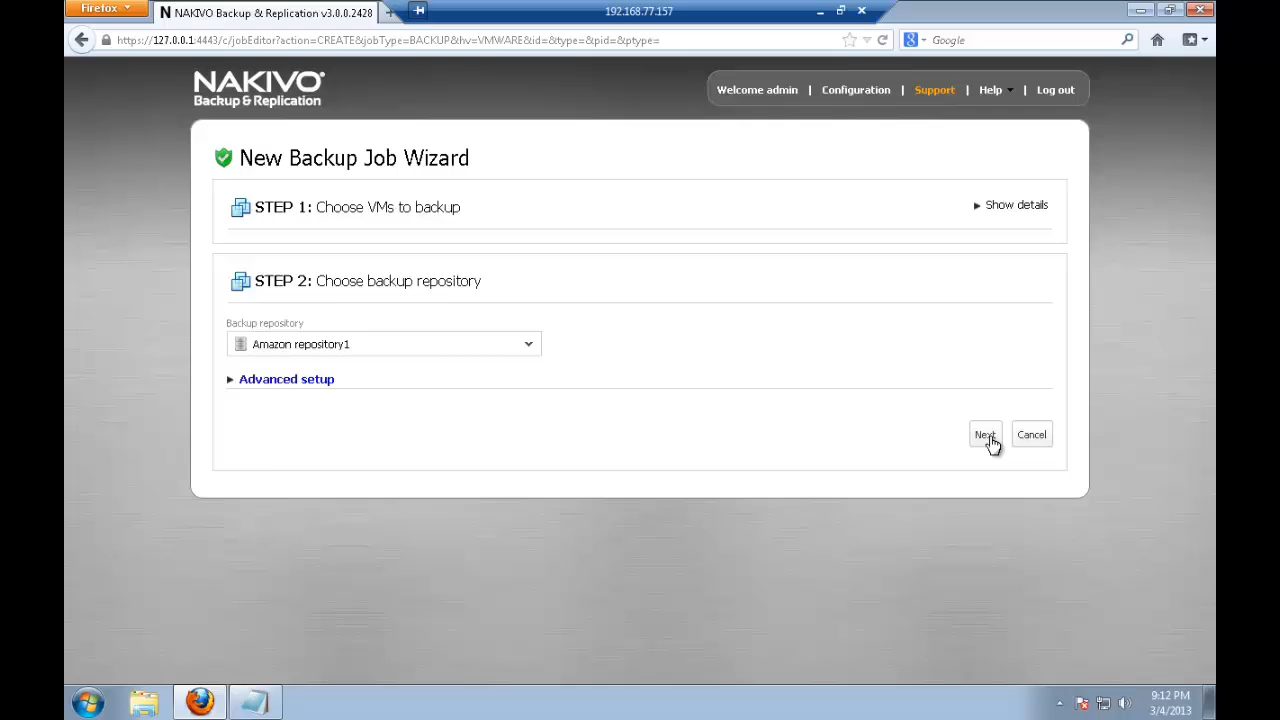 Firefox
N NAKIVO Backup & Replication v3.0.0.2428
192.168.77.157
https://127.0.0.1:4443/c/jobEditor?action=CREATE&jobType=BACKUP&hv=VMWARE&id=&type=&pid=&ptype=
Google
NAKIVO
Backup & Replication
Welcome admin | Configuration | Support | Help | Log out
New Backup Job Wizard
STEP 1: Choose VMs to backup
Show details
STEP 2: Choose backup repository
Backup repository
Amazon repository1
Advanced setup
Next
Cancel
9:12 PM
3/4/2013